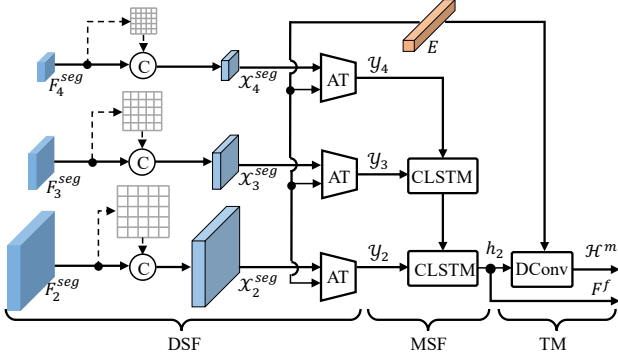 E
F_4^{seg}
C
𝒳_4^{seg}
AT
𝒴_4
F_3^{seg}
C
𝒳_3^{seg}
AT
𝒴_3
CLSTM
F_2^{seg}
C
𝒳_2^{seg}
AT
𝒴_2
CLSTM
h_2
DConv
ℋ^m
F^f
DSF
MSF
TM